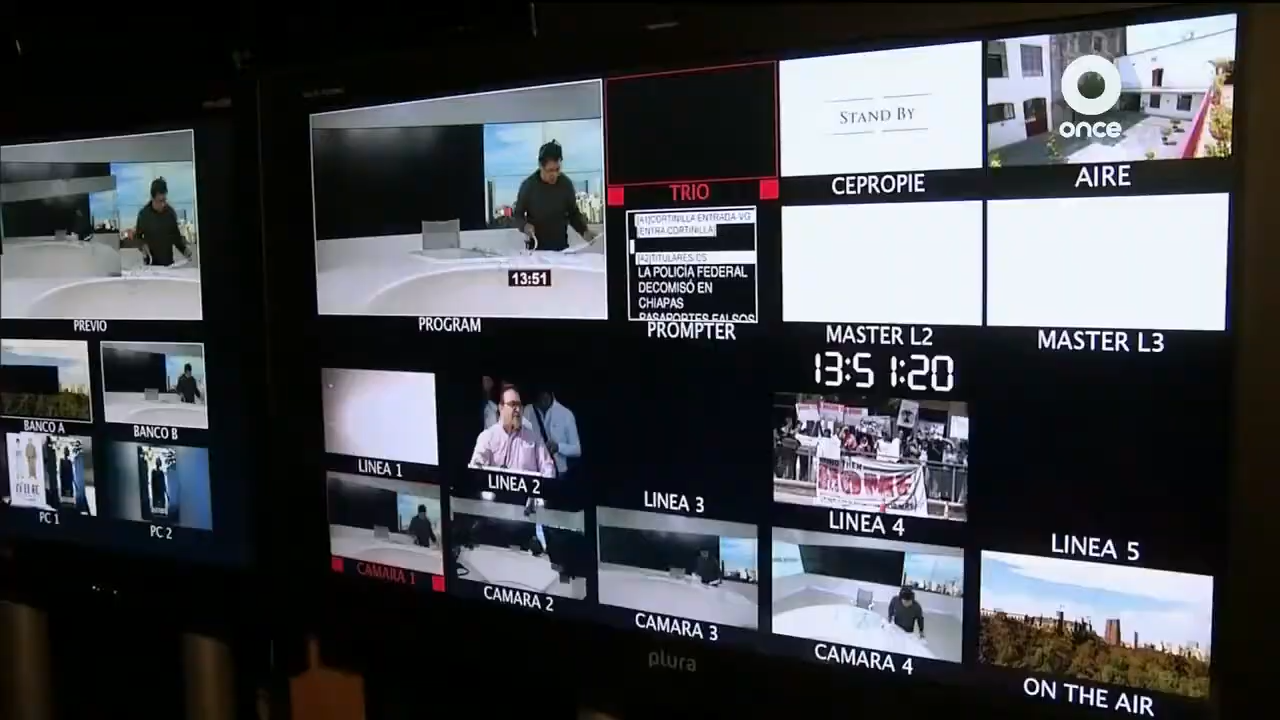 once
STAND BY
CEPROPIE
AIRE
TRIO
[A1]CORTINILLA ENTRADA VG
ENTRA CORTINILLA
[A2]TITULARES CS
LA POLICÍA FEDERAL
DECOMISÓ EN
CHIAPAS
PASAPORTES FALSOS
13:51
PREVIO
PROGRAM
PROMPTER
MASTER L2
MASTER L3
13:51:20
BANCO A
BANCO B
LINEA 1
LINEA 2
LINEA 3
LINEA 4
LINEA 5
PC 1
PC 2
CAMARA 1
CAMARA 2
CAMARA 3
CAMARA 4
ON THE AIR
plura